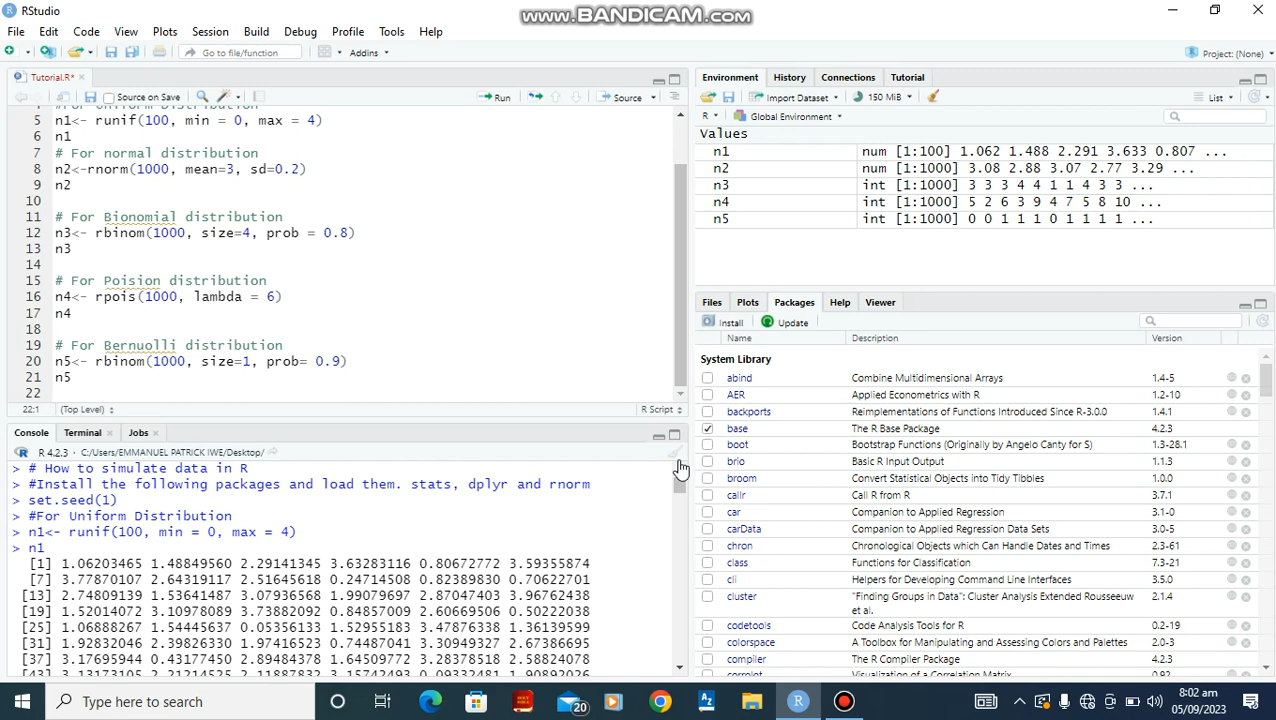 RStudio
www.BANDICAM.com
File Edit Code View Plots Session Build Debug Profile Tools Help
Go to file/function Addins Project: (None)
Tutorial.R*
Source on Save Run Source
5 n1<- runif(100, min = 0, max = 4)
6 n1
7 # For normal distribution
8 n2<-rnorm(1000, mean=3, sd=0.2)
9 n2
10
11 # For Bionomial distribution
12 n3<- rbinom(1000, size=4, prob = 0.8)
13 n3
14
15 # For Poision distribution
16 n4<- rpois(1000, lambda = 6)
17 n4
18
19 # For Bernuolli distribution
20 n5<- rbinom(1000, size=1, prob= 0.9)
21 n5
22
22:1 (Top Level) R Script
Console Terminal Jobs
R 4.2.3 · C:/Users/EMMANUEL PATRICK IWE/Desktop/
> # How to simulate data in R
> #Install the following packages and load them. stats, dplyr and rnorm
> set.seed(1)
> #For Uniform Distribution
> n1<- runif(100, min = 0, max = 4)
> n1
[1] 1.06203465 1.48849560 2.29141345 3.63283116 0.80672772 3.59355874
[7] 3.77870107 2.64319117 2.51645618 0.24714508 0.82389830 0.70622701
[13] 2.74809139 1.53641487 3.07936568 1.99079697 2.87047403 3.96762438
[19] 1.52014072 3.10978089 3.73882092 0.84857009 2.60669506 0.50222038
[25] 1.06888267 1.54445637 0.05356133 1.52955183 3.47876338 1.36139599
[31] 1.92832046 2.39826330 1.97416523 0.74487041 3.30949327 2.67386695
[37] 3.17695944 0.43177450 2.89484378 1.64509772 3.28378518 2.58824078
Environment History Connections Tutorial
Import Dataset 150 MiB List
R Global Environment
Values
n1 num [1:100] 1.062 1.488 2.291 3.633 0.807 ...
n2 num [1:1000] 3.08 2.88 3.07 2.77 3.29 ...
n3 int [1:1000] 3 3 3 4 4 1 1 4 3 3 ...
n4 int [1:1000] 5 2 6 3 9 4 7 5 8 10 ...
n5 int [1:1000] 0 0 1 1 1 0 1 1 1 1 ...
Files Plots Packages Help Viewer
Install Update
Name Description Version
System Library
abind Combine Multidimensional Arrays 1.4-5
AER Applied Econometrics with R 1.2-10
backports Reimplementations of Functions Introduced Since R-3.0.0 1.4.1
base The R Base Package 4.2.3
boot Bootstrap Functions (Originally by Angelo Canty for S) 1.3-28.1
brio Basic R Input Output 1.1.3
broom Convert Statistical Objects into Tidy Tibbles 1.0.0
callr Call R from R 3.7.1
car Companion to Applied Regression 3.1-0
carData Companion to Applied Regression Data Sets 3.0-5
chron Chronological Objects which Can Handle Dates and Times 2.3-61
class Functions for Classification 7.3-21
cli Helpers for Developing Command Line Interfaces 3.5.0
cluster "Finding Groups in Data": Cluster Analysis Extended Rousseeuw 2.1.4
et al.
codetools Code Analysis Tools for R 0.2-19
colorspace A Toolbox for Manipulating and Assessing Colors and Palettes 2.0-3
compiler The R Compiler Package 4.2.3
Type here to search
20
8:02 am
05/09/2023